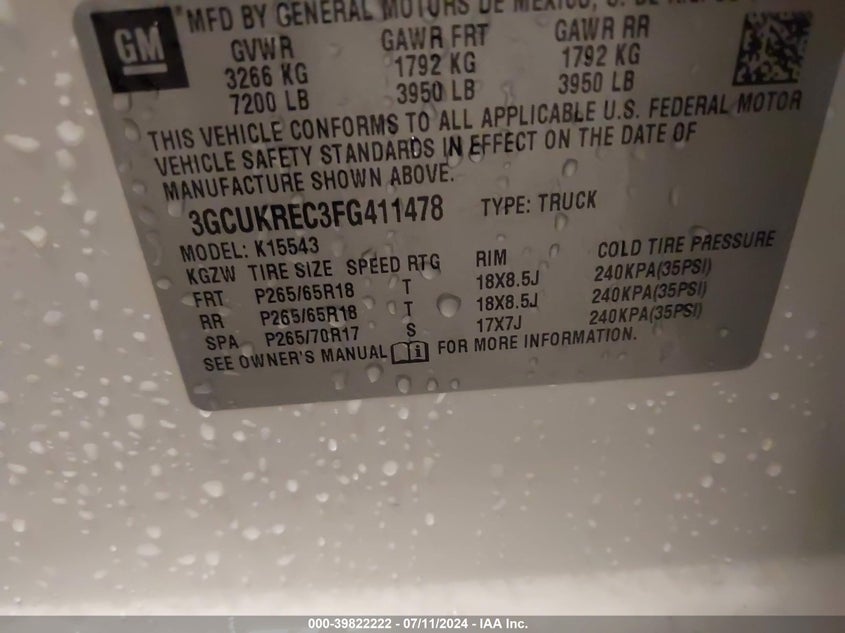 *MFD BY GENERAL MOTORS DE MEXICO, S. DE R.L.
GM
GVWR GAWR FRT GAWR RR
3266 KG 1792 KG 1792 KG
7200 LB 3950 LB 3950 LB
THIS VEHICLE CONFORMS TO ALL APPLICABLE U.S. FEDERAL MOTOR
VEHICLE SAFETY STANDARDS IN EFFECT ON THE DATE OF
MANUFACTURE SHOWN ABOVE.
3GCUKREC3FG411478 TYPE: TRUCK
MODEL: K15543
KGZW TIRE SIZE SPEED RTG RIM COLD TIRE PRESSURE
FRT P265/65R18 T 18X8.5J 240KPA(35PSI)
RR P265/65R18 T 18X8.5J 240KPA(35PSI)
SPA P265/70R17 S 17X7J 240KPA(35PSI)
SEE OWNER'S MANUAL FOR MORE INFORMATION.
000-39822222 - 07/11/2024 - IAA Inc.